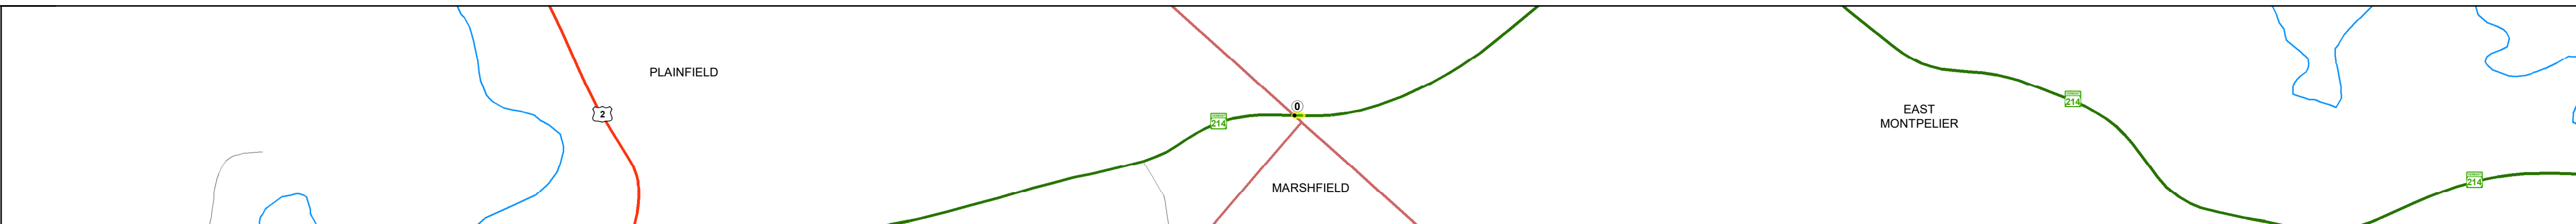 PLAINFIELD
2
0
214
MARSHFIELD
EAST
MONTPELIER
214
214